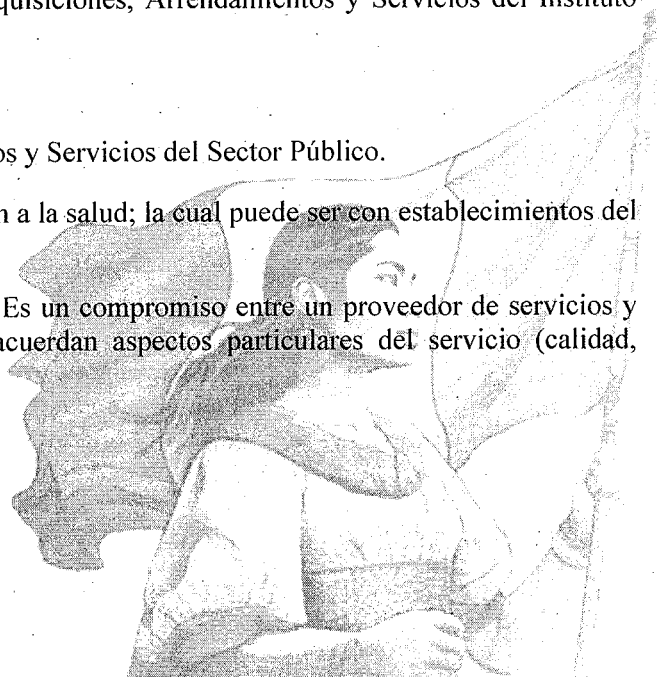 quisiciones, Arrendamientos y Servicios del Instituto
os y Servicios del Sector Público.
n a la salud; la cual puede ser con establecimientos del
Es un compromiso entre un proveedor de servicios y
acuerdan aspectos particulares del servicio (calidad,